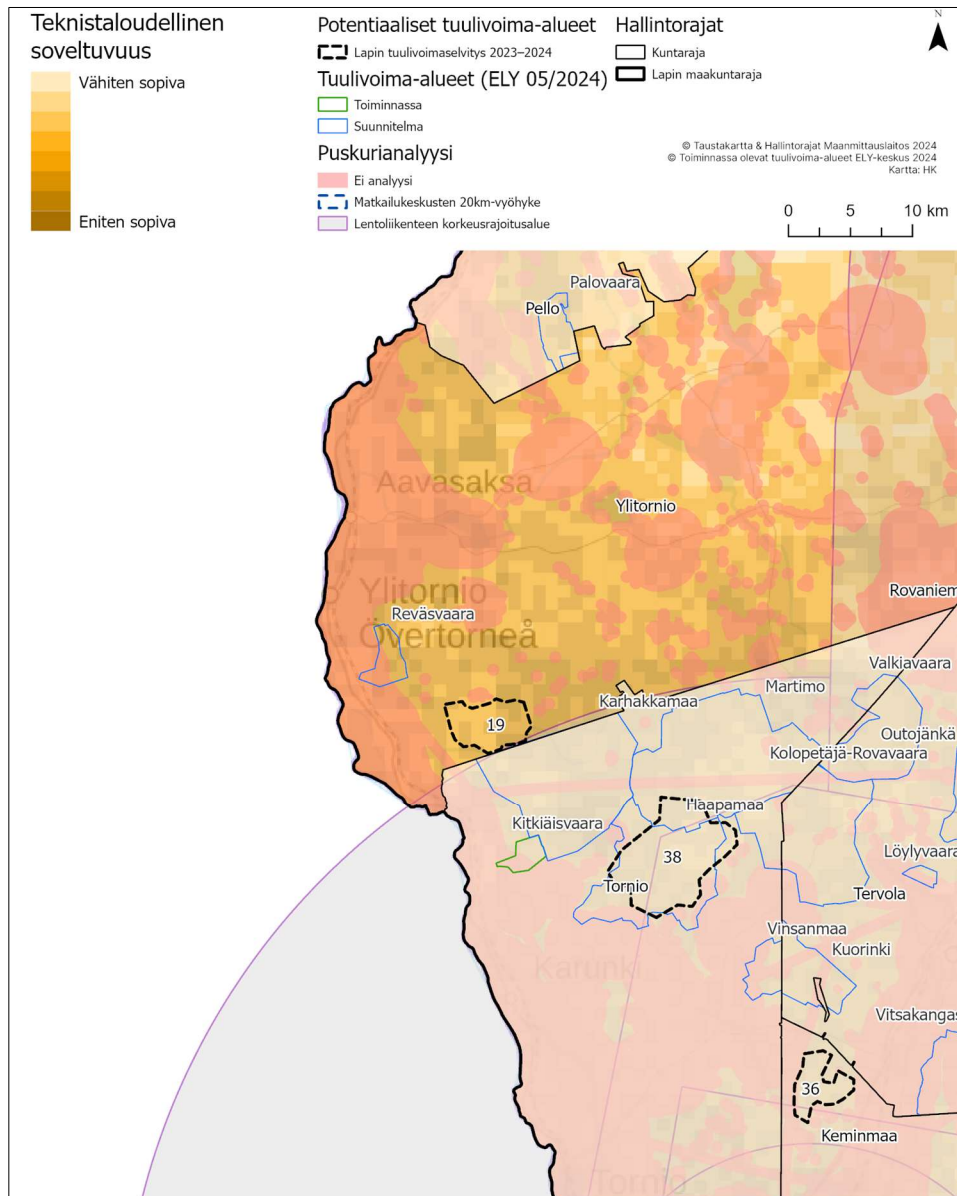 Teknistaloudellinen
soveltuvuus
Vähiten sopiva
Eniten sopiva
Potentiaaliset tuulivoima-alueet
Lapin tuulivoimaselvitys 2023–2024
Tuulivoima-alueet (ELY 05/2024)
Toiminnassa
Suunnitelma
Puskurianalyysi
Ei analyysi
Matkailukeskusten 20km-vyöhyke
Lentoliikenteen korkeusrajoitusalue
Hallintorajat
Kuntaraja
Lapin maakuntaraja
N
© Taustakartta & Hallintorajat Maanmittauslaitos 2024
© Toiminnassa olevat tuulivoima-alueet ELY-keskus 2024
Kartta: HK
0 5 10 km
Palovaara
Pello
Aavasaksa
Ylitornio
Ylitornio
Övertorneå
Rovaniem
Reväsvaara
Valkiavaara
Martimo
Karhakkamaa
19
Outojänkä
Kolopetäjä-Rovavaara
Haapamaa
Kitkiäisvaara
38
Löylyvaara
Tornio
Tervola
Vinsanmaa
Kuorinki
Karunki
Vitsakangas
36
Keminmaa
Tornio